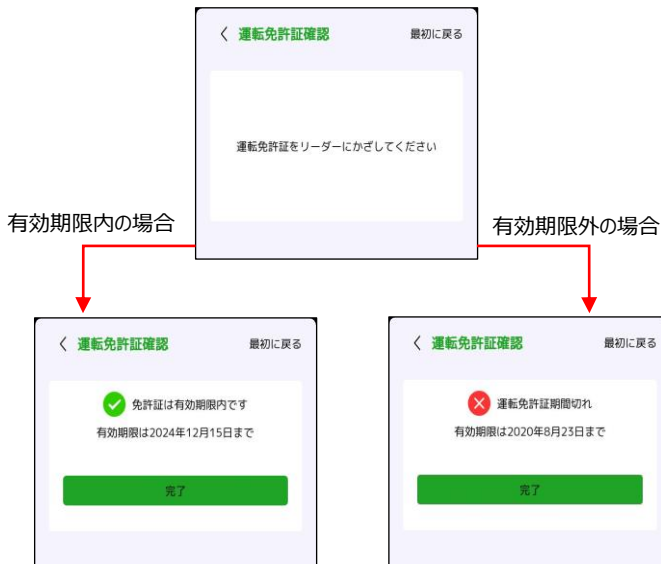 運転免許証確認 最初に戻る
運転免許証をリーダーにかざしてください
有効期限内の場合
有効期限外の場合
運転免許証確認 最初に戻る
免許証は有効期限内です
有効期限は2024年12月15日まで
完了
運転免許証確認 最初に戻る
運転免許証期間切れ
有効期限は2020年8月23日まで
完了